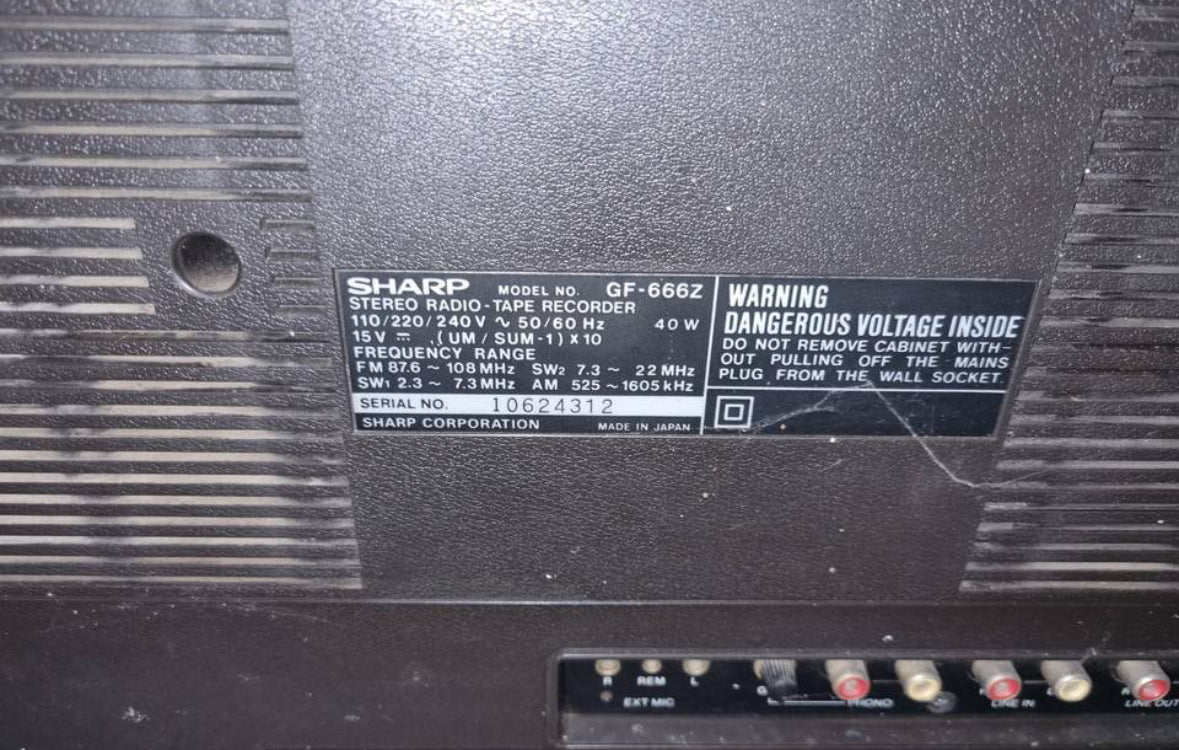 SHARP MODEL NO. GF-666Z
STEREO RADIO-TAPE RECORDER
110/220/240V ∿ 50/60 Hz 40W
15V ⎓ (UM/SUM-1) x 10
FREQUENCY RANGE
FM 87.6 ~ 108 MHz SW2 7.3 ~ 22 MHz
SW1 2.3 ~ 7.3 MHz AM 525 ~ 1605 kHz
SERIAL NO. 10624312
SHARP CORPORATION MADE IN JAPAN
WARNING
DANGEROUS VOLTAGE INSIDE
DO NOT REMOVE CABINET WITH-
OUT PULLING OFF THE MAINS
PLUG FROM THE WALL SOCKET.
R REM L
EXT MIC
PHONO
LINE IN
LINE OUT